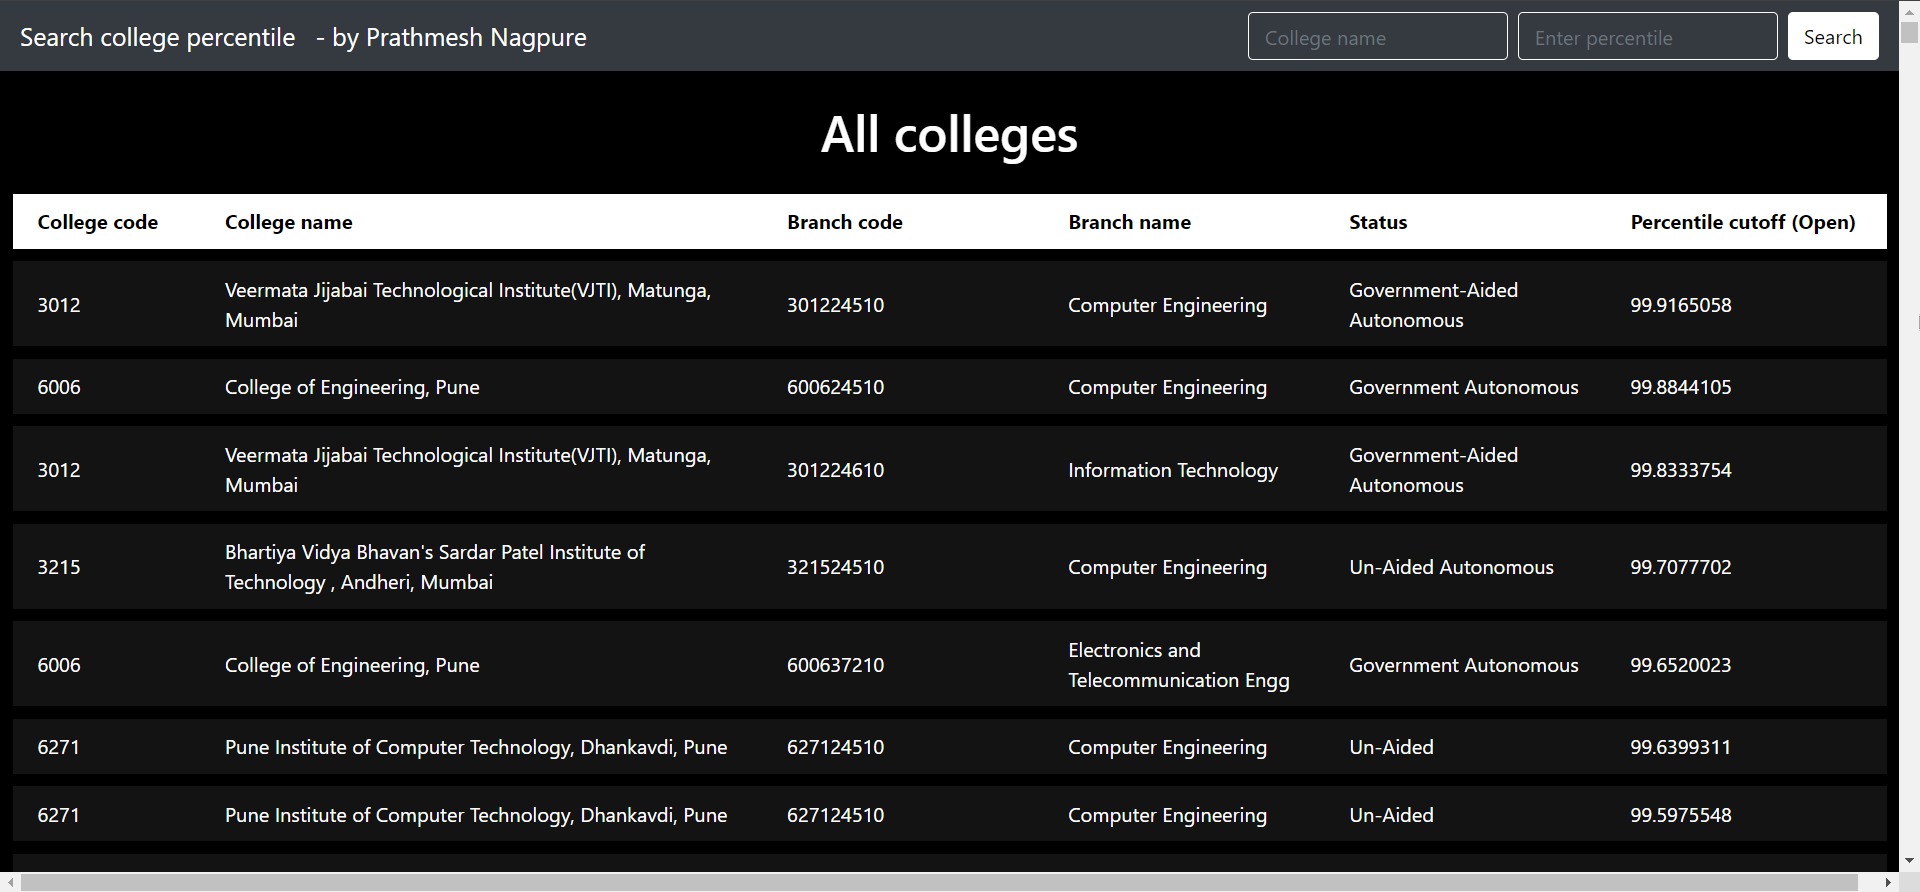 Search college percentile - by Prathmesh Nagpure College name Enter percentile Search
All colleges
College code College name Branch code Branch name Status Percentile cutoff (Open)
3012 Veermata Jijabai Technological Institute(VJTI), Matunga, Mumbai 301224510 Computer Engineering Government-Aided Autonomous 99.9165058
6006 College of Engineering, Pune 600624510 Computer Engineering Government Autonomous 99.8844105
3012 Veermata Jijabai Technological Institute(VJTI), Matunga, Mumbai 301224610 Information Technology Government-Aided Autonomous 99.8333754
3215 Bhartiya Vidya Bhavan's Sardar Patel Institute of Technology , Andheri, Mumbai 321524510 Computer Engineering Un-Aided Autonomous 99.7077702
6006 College of Engineering, Pune 600637210 Electronics and Telecommunication Engg Government Autonomous 99.6520023
6271 Pune Institute of Computer Technology, Dhankavdi, Pune 627124510 Computer Engineering Un-Aided 99.6399311
6271 Pune Institute of Computer Technology, Dhankavdi, Pune 627124510 Computer Engineering Un-Aided 99.5975548